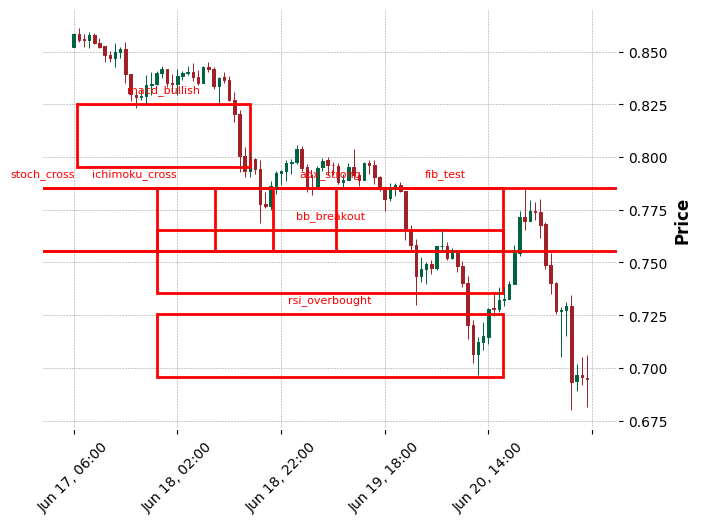 0.850
0.825
macd_bullish
0.800
stoch_cross
ichimoku_cross
adx_strong
fib_test
0.775
bb_breakout
0.750
rsi_overbought
0.725
0.700
0.675
Price
Jun 17, 06:00
Jun 18, 02:00
Jun 18, 22:00
Jun 19, 18:00
Jun 20, 14:00